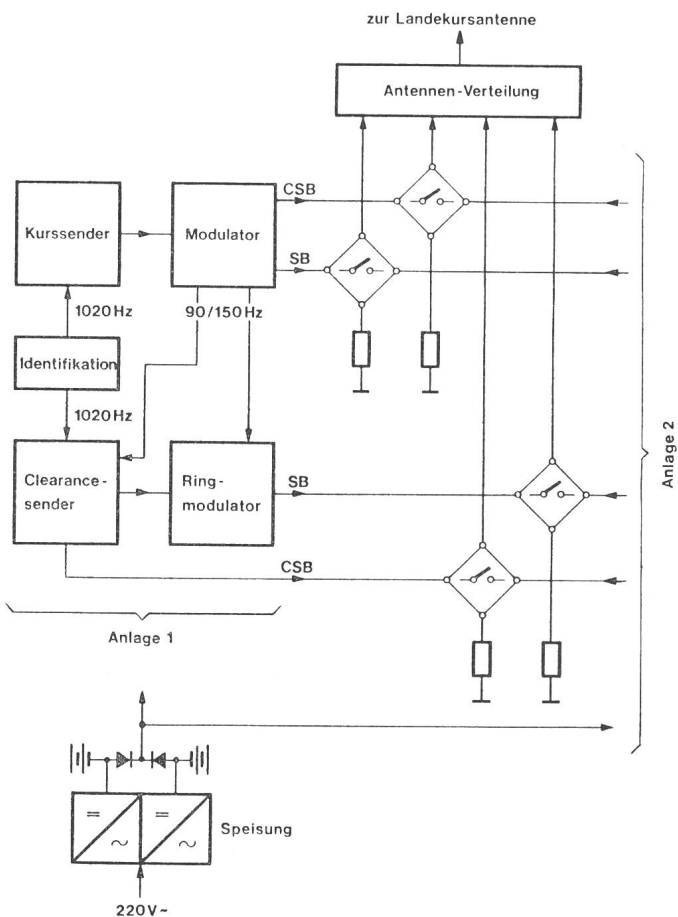 zur Landekursantenne
Antennen-Verteilung
CSB
Kurssender
Modulator
SB
1020 Hz
90/150 Hz
Identifikation
1020 Hz
Anlage 2
Clearance-
sender
Ring-
modulator
SB
CSB
Anlage 1
=
~
=
~
Speisung
220V~